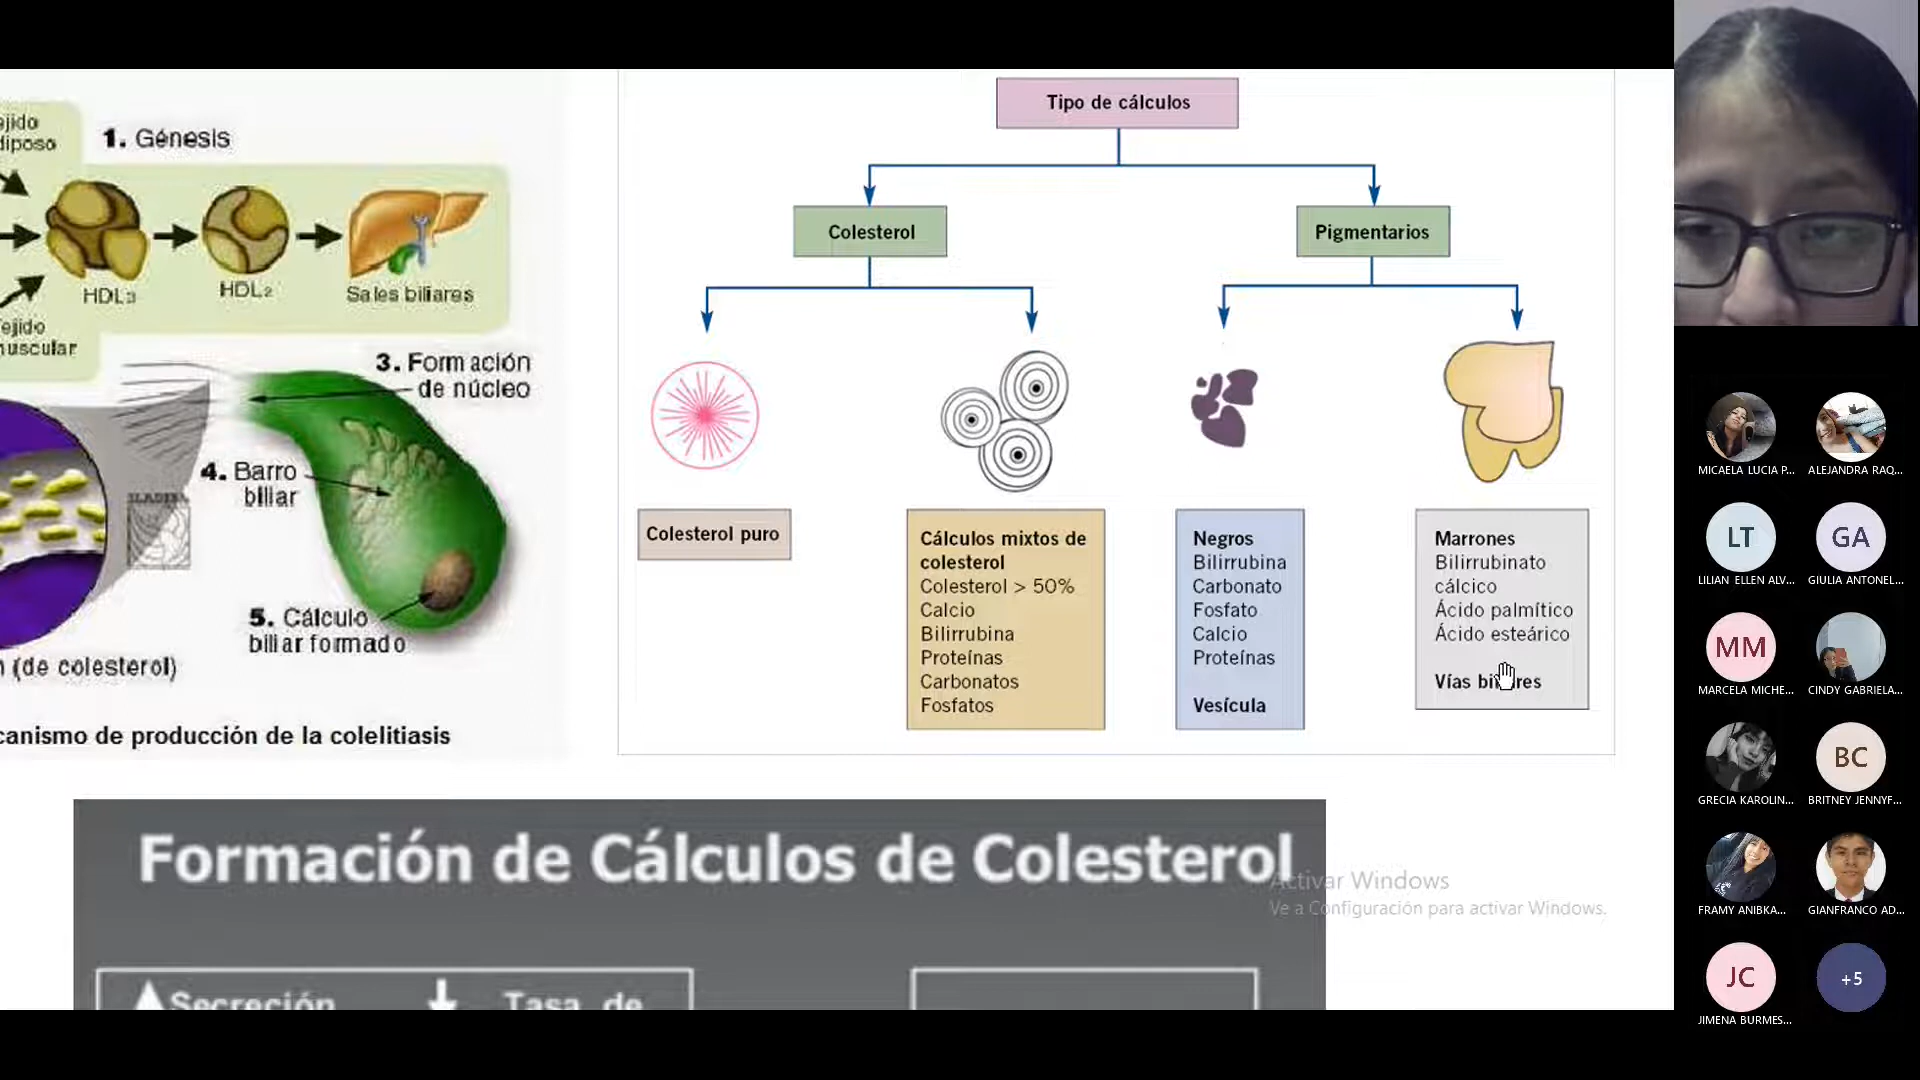 ejido
diposo
1. Génesis
HDL3
HDL2
Sales biliares
ejido
nuscular
3. Formación
de núcleo
4. Barro
biliar
5. Cálculo
biliar formado
n (de colesterol)
canismo de producción de la colelitiasis
Tipo de cálculos
Colesterol
Pigmentarios
Colesterol puro
Cálculos mixtos de
colesterol
Colesterol > 50%
Calcio
Bilirrubina
Proteínas
Carbonatos
Fosfatos
Negros
Bilirrubina
Carbonato
Fosfato
Calcio
Proteínas
Vesícula
Marrones
Bilirrubinato
cálcico
Ácido palmítico
Ácido esteárico
Vías biliares
Formación de Cálculos de Colesterol
Secreción
Tasa de
Activar Windows
Ve a Configuración para activar Windows.
MICAELA LUCIA P...
ALEJANDRA RAQ...
LT
LILIAN ELLEN ALV...
GA
GIULIA ANTONEL...
MM
MARCELA MICHE...
CINDY GABRIELA...
GRECIA KAROLIN...
BC
BRITNEY JENNYF...
FRAMY ANIBKA...
GIANFRANCO AD...
JC
JIMENA BURMES...
+5